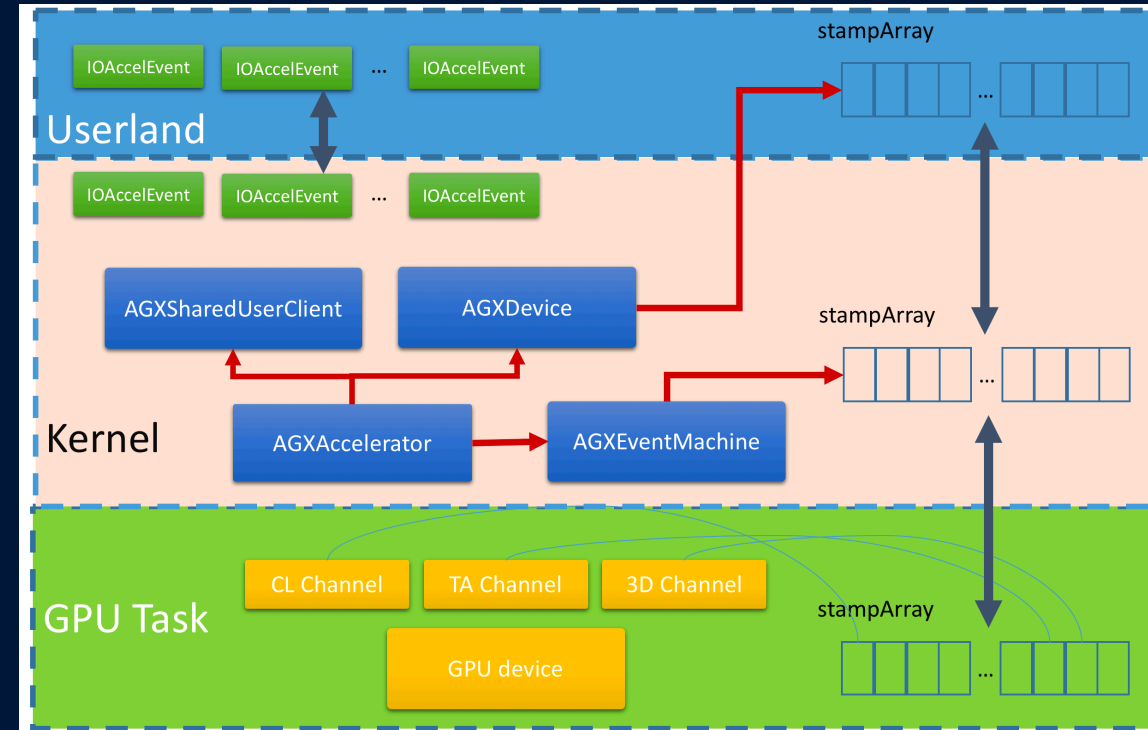 stampArray
IOAccelEvent
IOAccelEvent
...
IOAccelEvent
...
Userland
IOAccelEvent
IOAccelEvent
...
IOAccelEvent
AGXSharedUserClient
AGXDevice
stampArray
...
Kernel
AGXAccelerator
AGXEventMachine
CL Channel
TA Channel
3D Channel
GPU Task
stampArray
GPU device
...